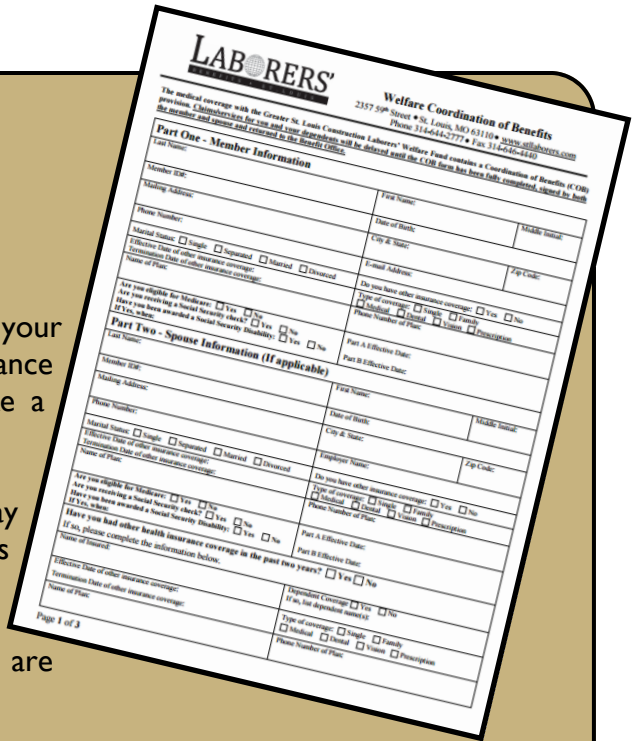 LABORERS'
BENEFITS • ST. LOUIS
Welfare Coordination of Benefits
2357 59th Street • St. Louis, MO 63110 • www.stllaborers.com
Phone 314-644-2777 • Fax 314-646-4440
The medical coverage with the Greater St. Louis Construction Laborers' Welfare Fund contains a Coordination of Benefits (COB)
provision. Claims/services for you and your dependents will be delayed until the COB form has been fully completed, signed by both
the member and spouse and returned to the Benefit Office.
Part One - Member Information
Last Name: First Name: Middle Initial:
Member ID#: Date of Birth:
Mailing Address: City & State: Zip Code:
Phone Number: E-mail Address:
Marital Status: ☐ Single ☐ Separated ☐ Married ☐ Divorced Do you have other insurance coverage: ☐ Yes ☐ No
Effective Date of other insurance coverage: Type of coverage: ☐ Single ☐ Family
Termination Date of other insurance coverage: ☐ Medical ☐ Dental ☐ Vision ☐ Prescription
Name of Plan: Phone Number of Plan:
Are you eligible for Medicare: ☐ Yes ☐ No Part A Effective Date:
Are you receiving a Social Security check? ☐ Yes ☐ No
Have you been awarded a Social Security Disability: ☐ Yes ☐ No Part B Effective Date:
If Yes, when:
Part Two - Spouse Information (If applicable)
Last Name: First Name: Middle Initial:
Member ID#: Date of Birth:
Mailing Address: City & State: Zip Code:
Phone Number: Employer Name:
Marital Status: ☐ Single ☐ Separated ☐ Married ☐ Divorced Do you have other insurance coverage: ☐ Yes ☐ No
Effective Date of other insurance coverage: Type of coverage: ☐ Single ☐ Family
Termination Date of other insurance coverage: ☐ Medical ☐ Dental ☐ Vision ☐ Prescription
Name of Plan: Phone Number of Plan:
Are you eligible for Medicare: ☐ Yes ☐ No Part A Effective Date:
Are you receiving a Social Security check? ☐ Yes ☐ No
Have you been awarded a Social Security Disability: ☐ Yes ☐ No Part B Effective Date:
If Yes, when:
Have you had other health insurance coverage in the past two years? ☐ Yes ☐ No
If so, please complete the information below.
Name of Insured: Dependent Coverage ☐ Yes ☐ No
If so, list dependent name(s):
Effective Date of other insurance coverage: Type of coverage: ☐ Single ☐ Family
Termination Date of other insurance coverage: ☐ Medical ☐ Dental ☐ Vision ☐ Prescription
Name of Plan: Phone Number of Plan:
Page 1 of 3
your
ance
e a
ay
s
are